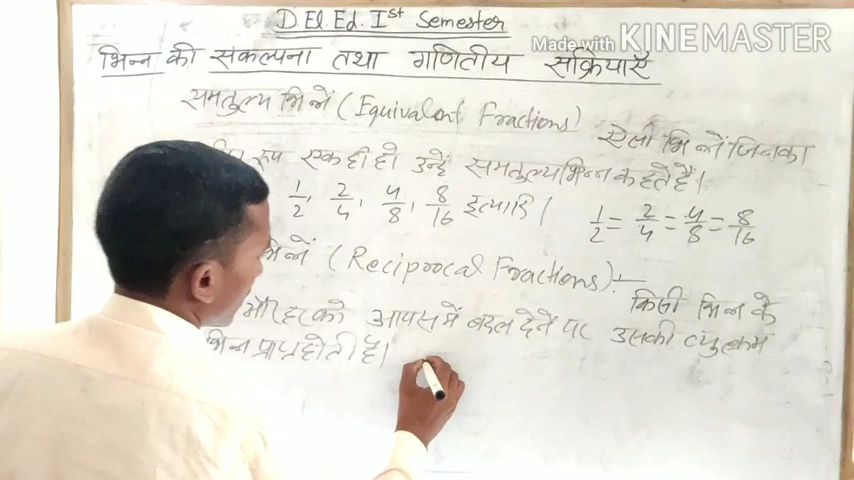 D.El.Ed. Ist Semester
Made with KINEMASTER
भिन्न की संकल्पना तथा गणितीय संक्रियाएँ
समतुल्य भिन्नें (Equivalent Fractions)
ऐसी भिन्नें जिनका
रूप एक ही हो उन्हें समतुल्य भिन्न कहते हैं।
1/2, 2/4, 4/8, 8/16 इत्यादि। 1/2 = 2/4 = 4/8 = 8/16
भिन्नें (Reciprocal Fractions):-
किसी भिन्न के
और हर को आपस में बदल देने पर उसकी व्युत्क्रम
भिन्न प्राप्त होती है।